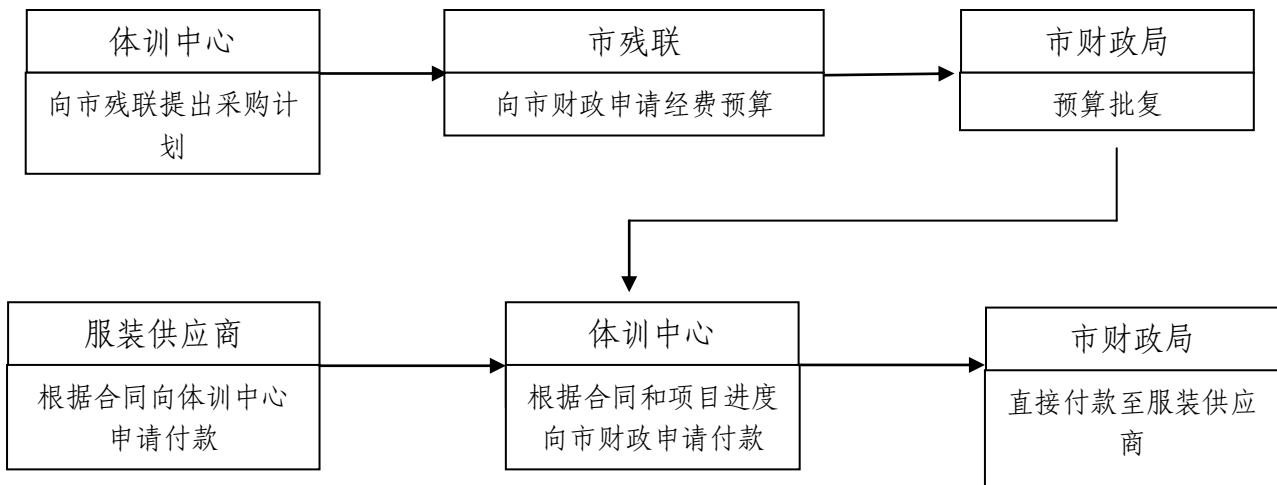 体训中心
向市残联提出采购计
划
市残联
向市财政申请经费预算
市财政局
预算批复
服装供应商
根据合同向体训中心
申请付款
体训中心
根据合同和项目进度
向市财政申请付款
市财政局
直接付款至服装供应
商